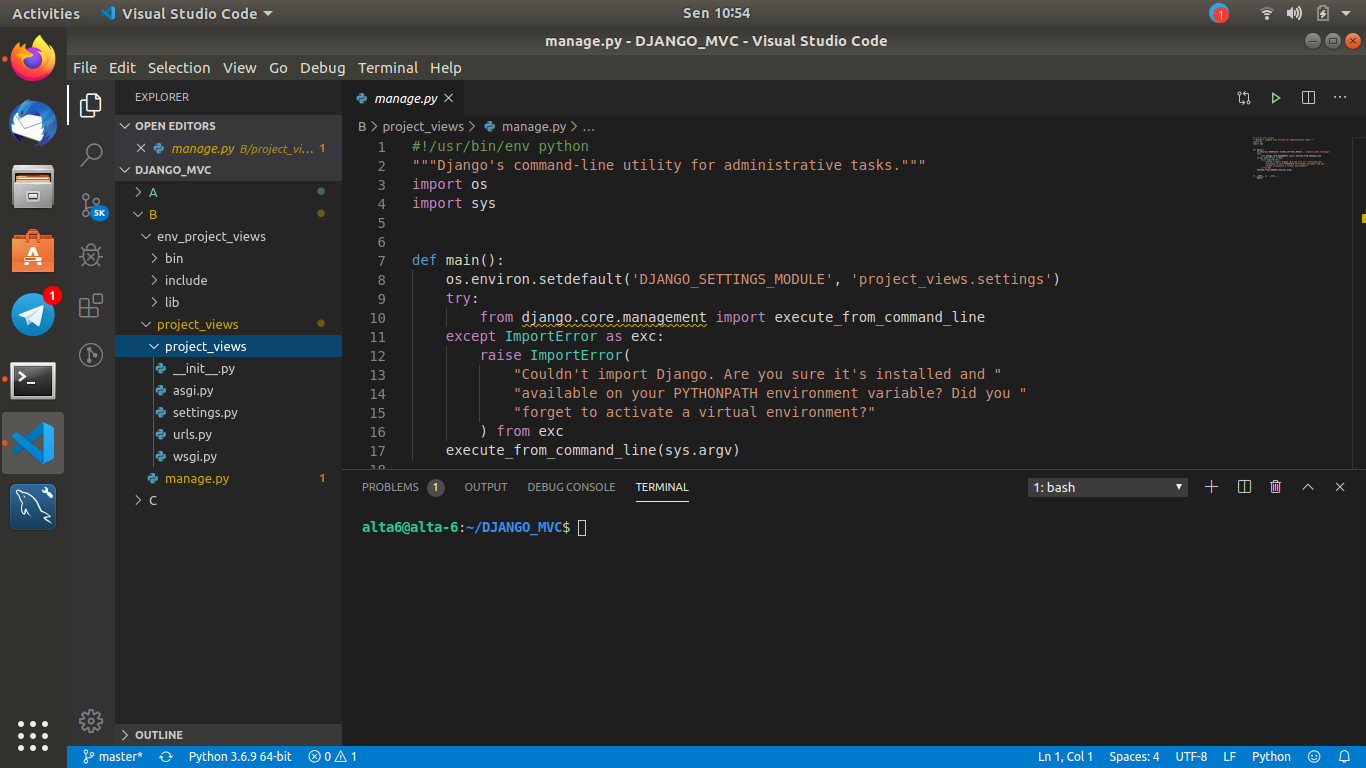 Activities Visual Studio Code Sen 10:54 1
manage.py - DJANGO_MVC - Visual Studio Code
File Edit Selection View Go Debug Terminal Help
EXPLORER
OPEN EDITORS
manage.py B/project_vi... 1
DJANGO_MVC
A
B
env_project_views
bin
include
lib
project_views
project_views
__init__.py
asgi.py
settings.py
urls.py
wsgi.py
manage.py 1
C
OUTLINE
5K
1
manage.py
B project_views manage.py ...
1 #!/usr/bin/env python
2 """Django's command-line utility for administrative tasks."""
3 import os
4 import sys
5
6
7 def main():
8 os.environ.setdefault('DJANGO_SETTINGS_MODULE', 'project_views.settings')
9 try:
10 from django.core.management import execute_from_command_line
11 except ImportError as exc:
12 raise ImportError(
13 "Couldn't import Django. Are you sure it's installed and "
14 "available on your PYTHONPATH environment variable? Did you "
15 "forget to activate a virtual environment?"
16 ) from exc
17 execute_from_command_line(sys.argv)
18
PROBLEMS 1 OUTPUT DEBUG CONSOLE TERMINAL 1: bash
alta6@alta-6:~/DJANGO_MVC$
master* Python 3.6.9 64-bit 0 1 Ln 1, Col 1 Spaces: 4 UTF-8 LF Python